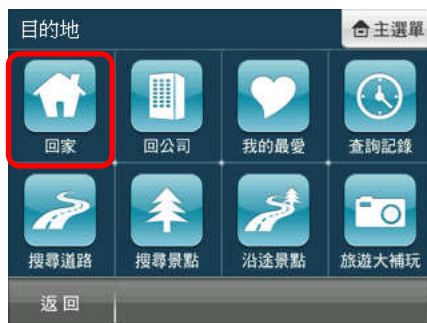 目的地
主選單
回家 回公司 我的最愛 查詢記錄
搜尋道路 搜尋景點 沿途景點 旅遊大補玩
返回